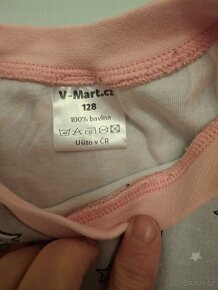 V-Mart.cz
128
100% bavlna
Ušito v ČR